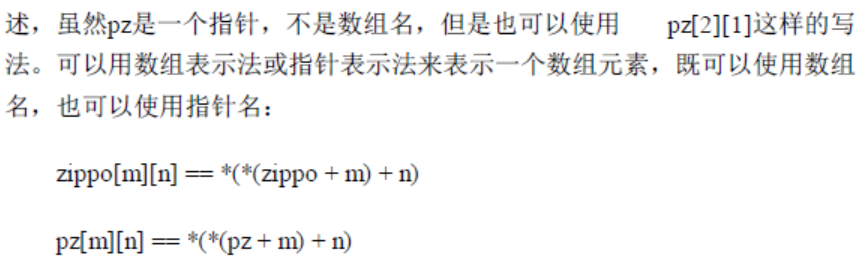 述，虽然pz是一个指针，不是数组名，但是也可以使用 pz[2][1]这样的写
法。可以用数组表示法或指针表示法来表示一个数组元素，既可以使用数组
名，也可以使用指针名：
zippo[m][n] == *(*(zippo + m) + n)
pz[m][n] == *(*(pz + m) + n)